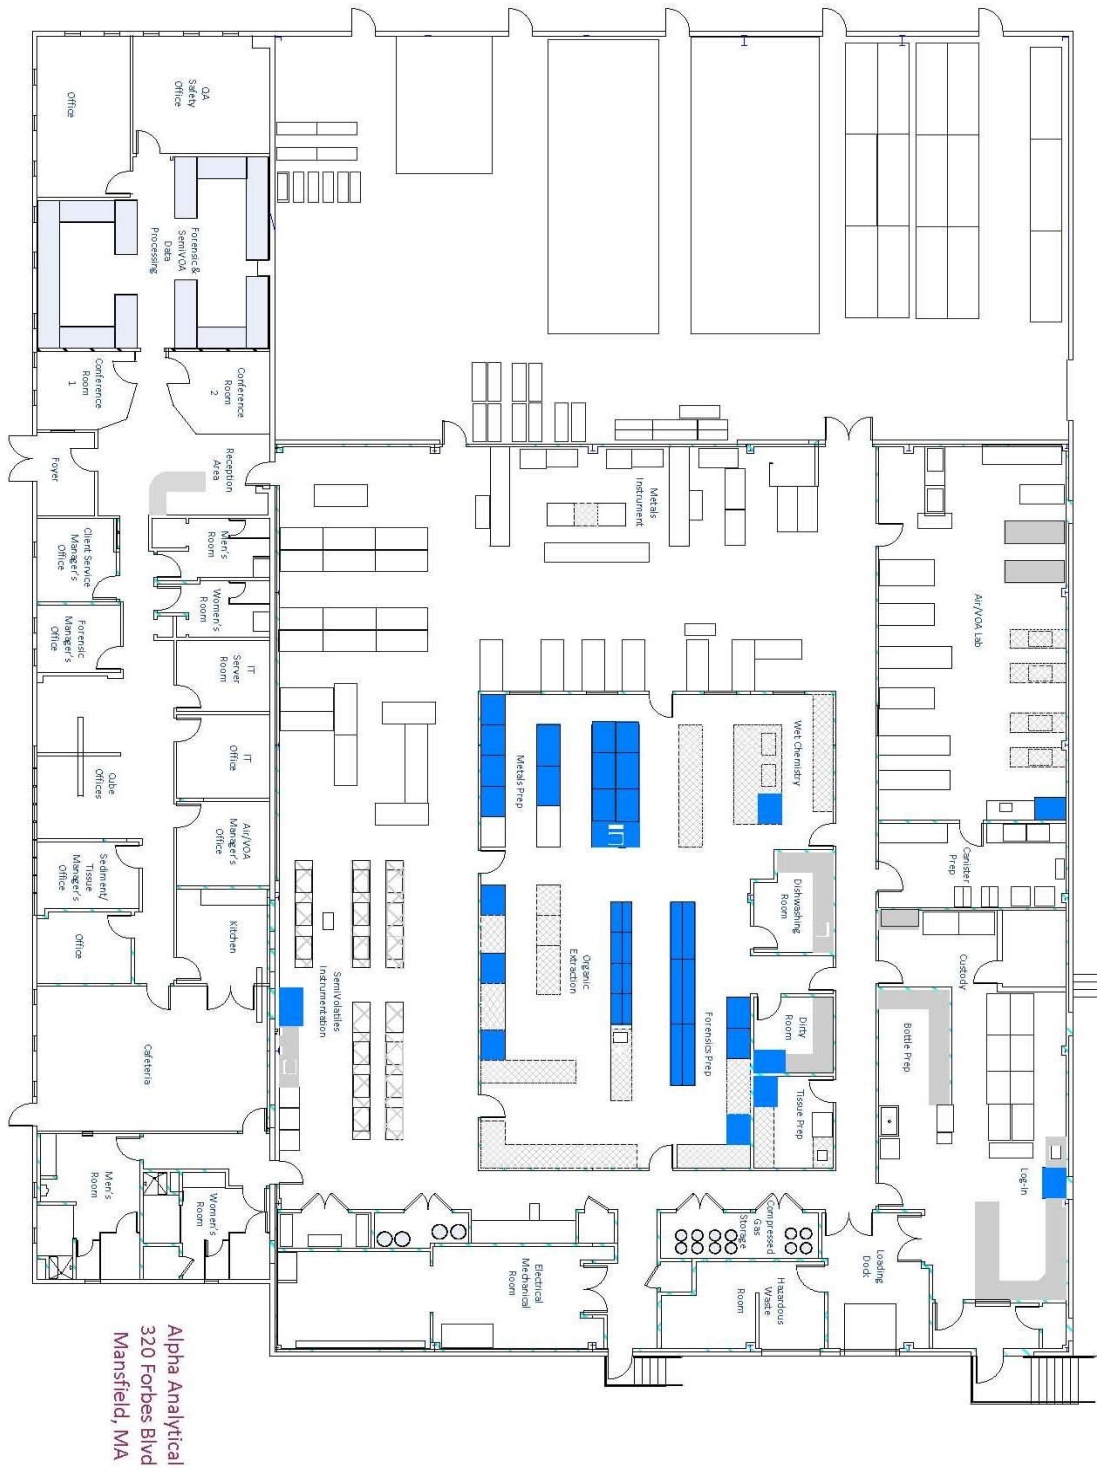 Office
QA
Safety
Office
Forensic &
SemiVOA
Data
Processing
Conference
Room
1
Conference
Room
2
Foyer
Reception
Area
Client Service
Manager's
Office
Men's
Room
Forensic
Manager's
Office
Women's
Room
IT
Server
Room
Cube
Offices
IT
Office
Air/VOA
Manager's
Office
Sediment/
Tissue
Manager's
Office
Office
Kitchen
Cafeteria
Men's
Room
Women's
Room
Metals
Instrument
Air/VOA Lab
Metals Prep
Wet Chemistry
Canister
Prep
Dishwashing
Room
Organic
Extraction
SemiVolatiles
Instrumentation
Custody
Forensics Prep
Dirty
Room
Bottle Prep
Tissue Prep
Log-In
Compressed
Gas
Storage
Loading
Dock
Electrical
Mechanical
Room
Hazardous
Waste
Room
Alpha Analytical
320 Forbes Blvd
Mansfield, MA